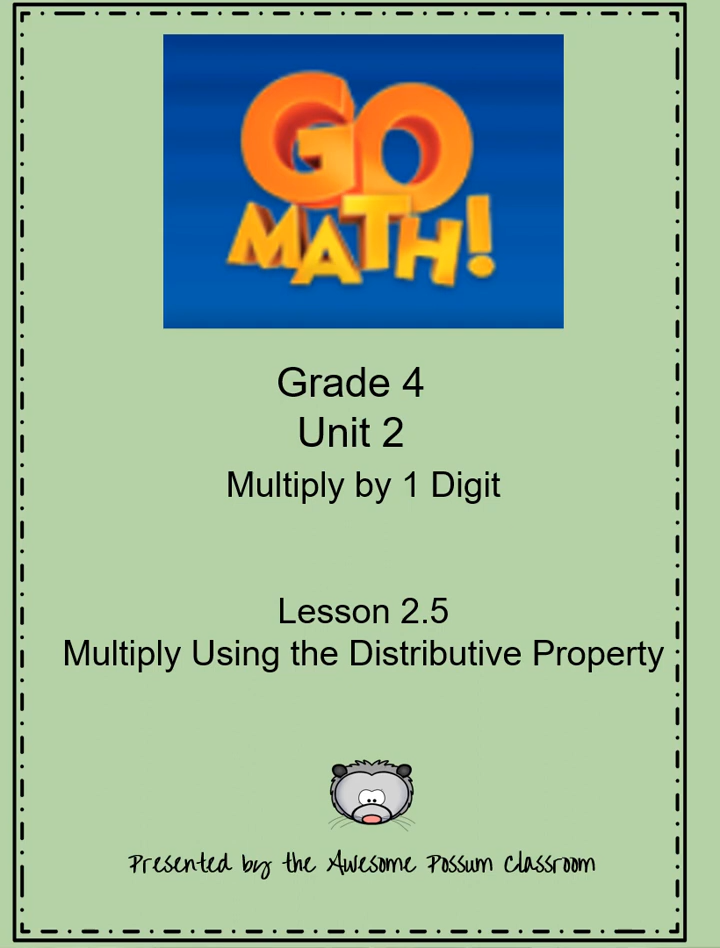 GO
MATH!
Grade 4
Unit 2
Multiply by 1 Digit
Lesson 2.5
Multiply Using the Distributive Property
Presented by the Awesome Possum Classroom